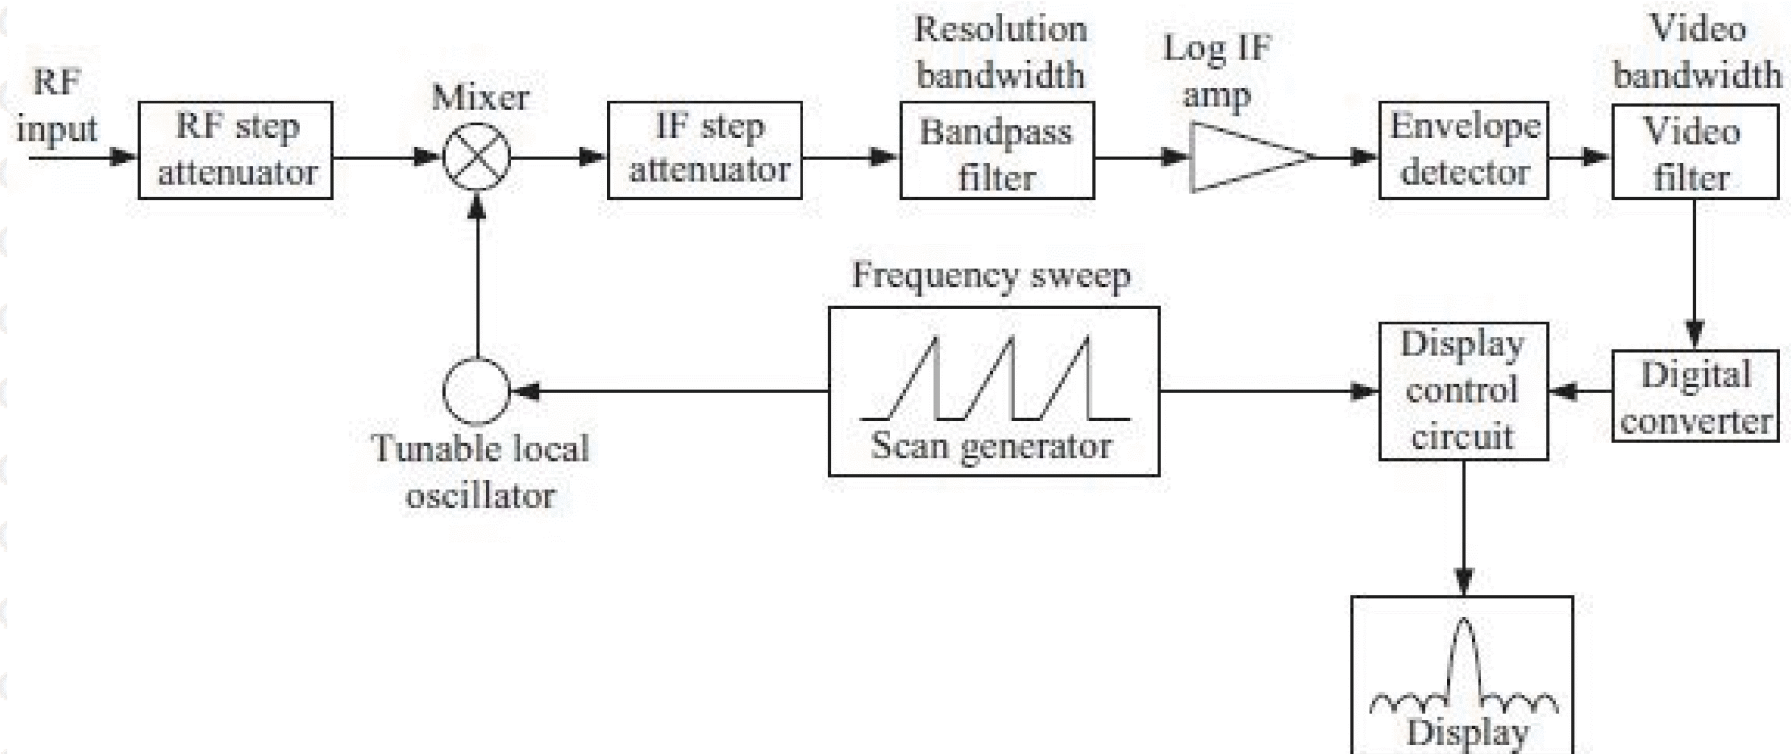 RF
input
RF step
attenuator
Mixer
IF step
attenuator
Resolution
bandwidth
Bandpass
filter
Log IF
amp
Envelope
detector
Video
bandwidth
Video
filter
Frequency sweep
Scan generator
Tunable local
oscillator
Display
control
circuit
Digital
converter
Display